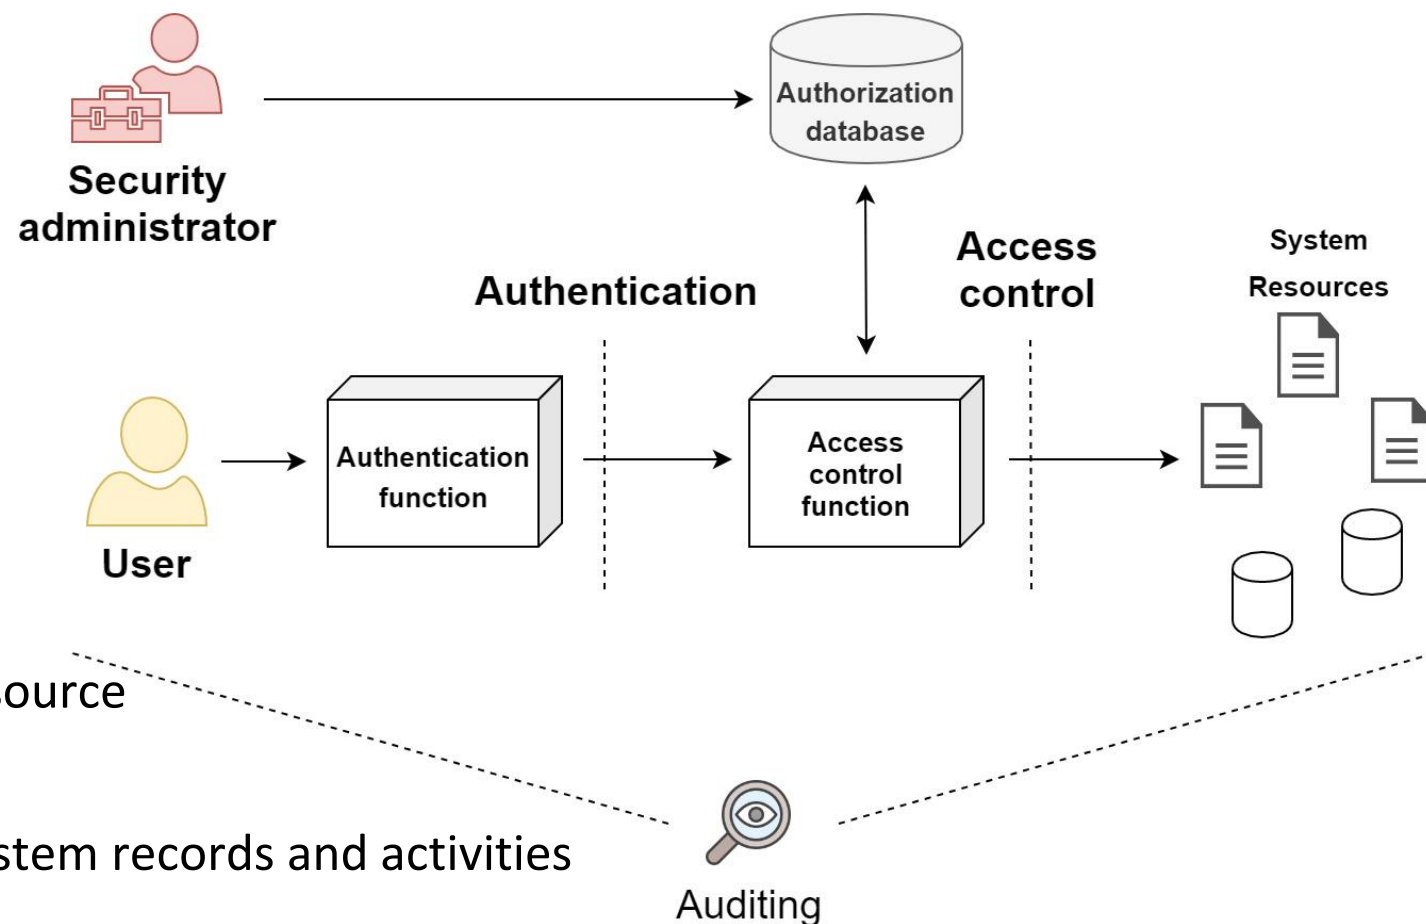 Authorization
database
Security
administrator
Authentication
Access
control
System
Resources
Authentication
function
Access
control
function
User
source
stem records and activities
Auditing